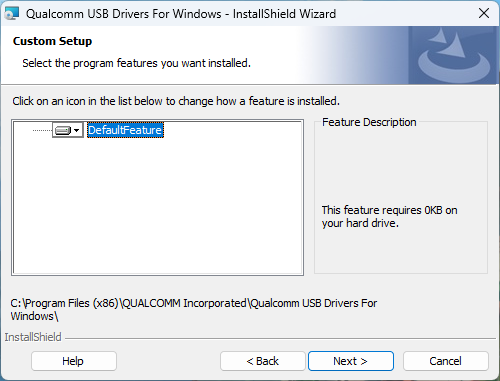 Qualcomm USB Drivers For Windows - InstallShield Wizard
Custom Setup
Select the program features you want installed.
Click on an icon in the list below to change how a feature is installed.
DefaultFeature
Feature Description
This feature requires 0KB on
your hard drive.
C:\Program Files (x86)\QUALCOMM Incorporated\Qualcomm USB Drivers For
Windows\
InstallShield
Help
< Back
Next >
Cancel